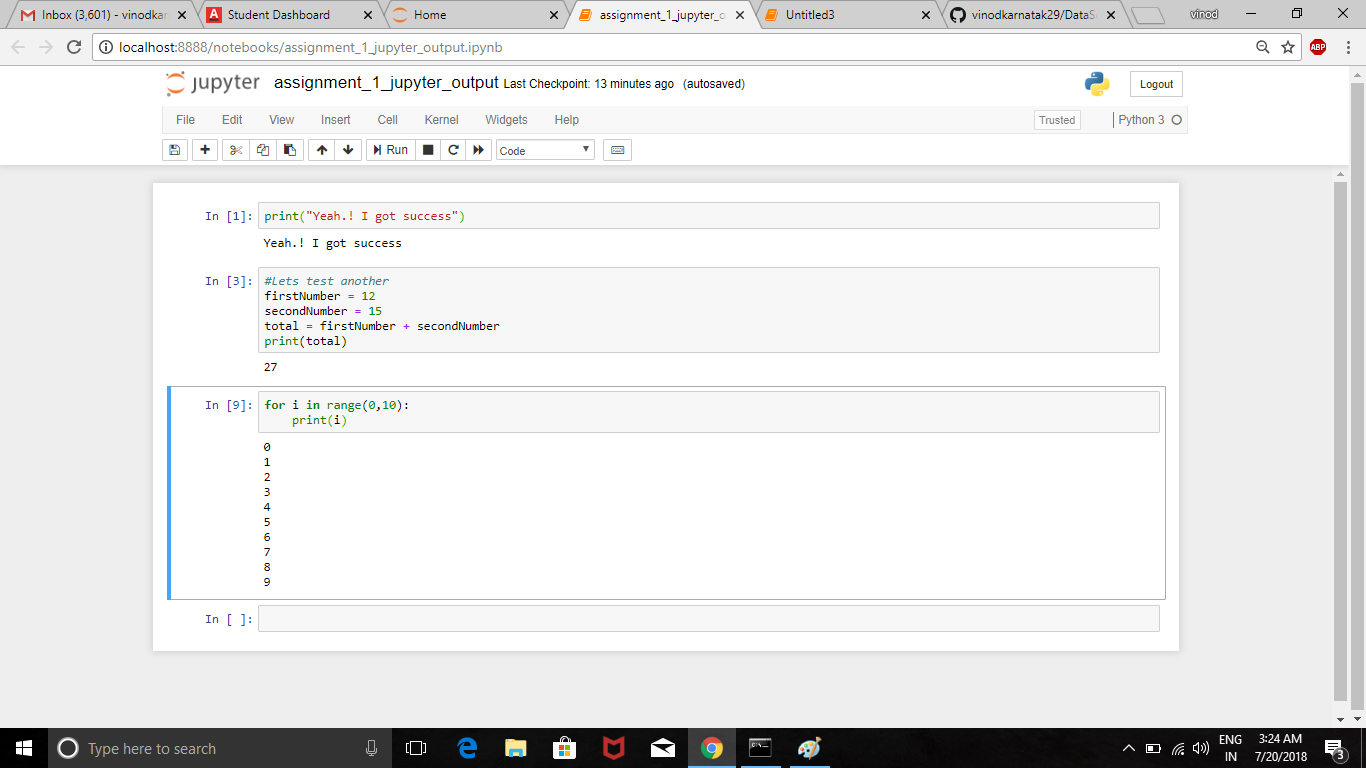 Inbox (3,601) - vinodkar
Student Dashboard
Home
assignment_1_jupyter_o
Untitled3
vinodkarnatak29/DataS
vinod
localhost:8888/notebooks/assignment_1_jupyter_output.ipynb
ABP
jupyter assignment_1_jupyter_output Last Checkpoint: 13 minutes ago (autosaved)
Logout
File Edit View Insert Cell Kernel Widgets Help
Trusted
Python 3
Run
Code
In [1]: print("Yeah.! I got success")
Yeah.! I got success
In [3]: #Lets test another
firstNumber = 12
secondNumber = 15
total = firstNumber + secondNumber
print(total)
27
In [9]: for i in range(0,10):
print(i)
0
1
2
3
4
5
6
7
8
9
In [ ]:
Type here to search
ENG
IN
3:24 AM
7/20/2018
3